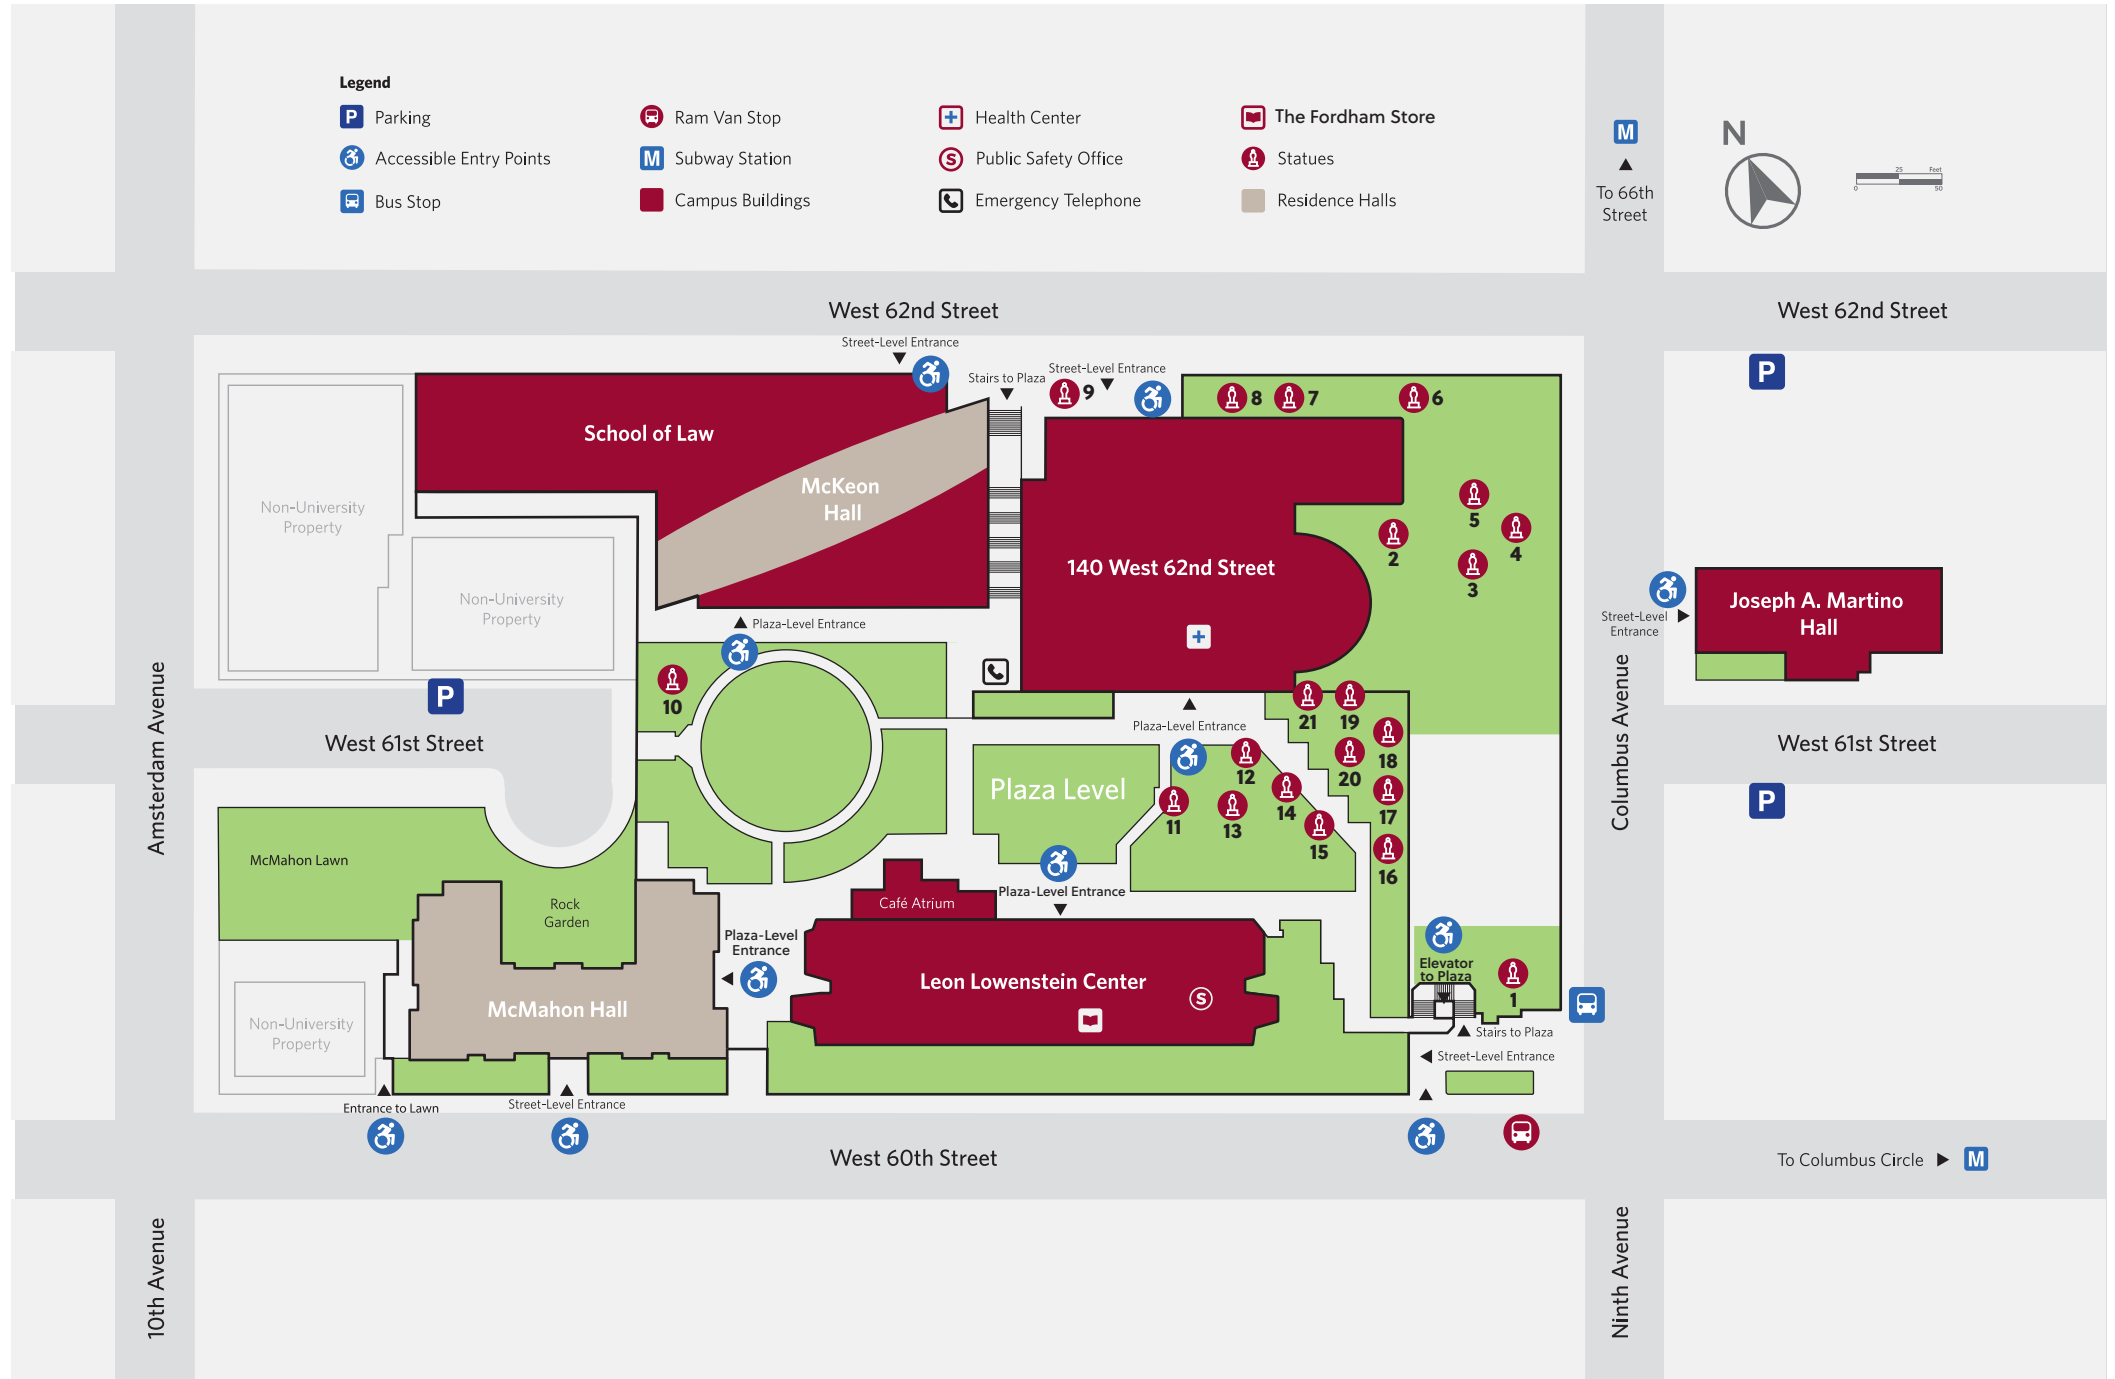 Legend
P Parking
Accessible Entry Points
Bus Stop
Ram Van Stop
M Subway Station
Campus Buildings
Health Center
S Public Safety Office
Emergency Telephone
The Fordham Store
Statues
Residence Halls
M
To 66th
Street
N
25 Feet
0 50
West 62nd Street
West 62nd Street
Street-Level Entrance
Stairs to Plaza
Street-Level Entrance
9
8
7
6
P
School of Law
McKeon
Hall
Non-University
Property
Non-University
Property
140 West 62nd Street
5
4
2
3
Joseph A. Martino
Hall
Street-Level
Entrance
Plaza-Level Entrance
10
P
West 61st Street
Amsterdam Avenue
Plaza-Level Entrance
21
19
18
20
17
16
12
11
13
14
15
Plaza Level
Columbus Avenue
West 61st Street
P
McMahon Lawn
Rock
Garden
Café Atrium
Plaza-Level Entrance
Plaza-Level
Entrance
McMahon Hall
Leon Lowenstein Center
S
Elevator
to Plaza
1
Stairs to Plaza
Street-Level Entrance
Non-University
Property
Entrance to Lawn
Street-Level Entrance
West 60th Street
To Columbus Circle M
10th Avenue
Ninth Avenue